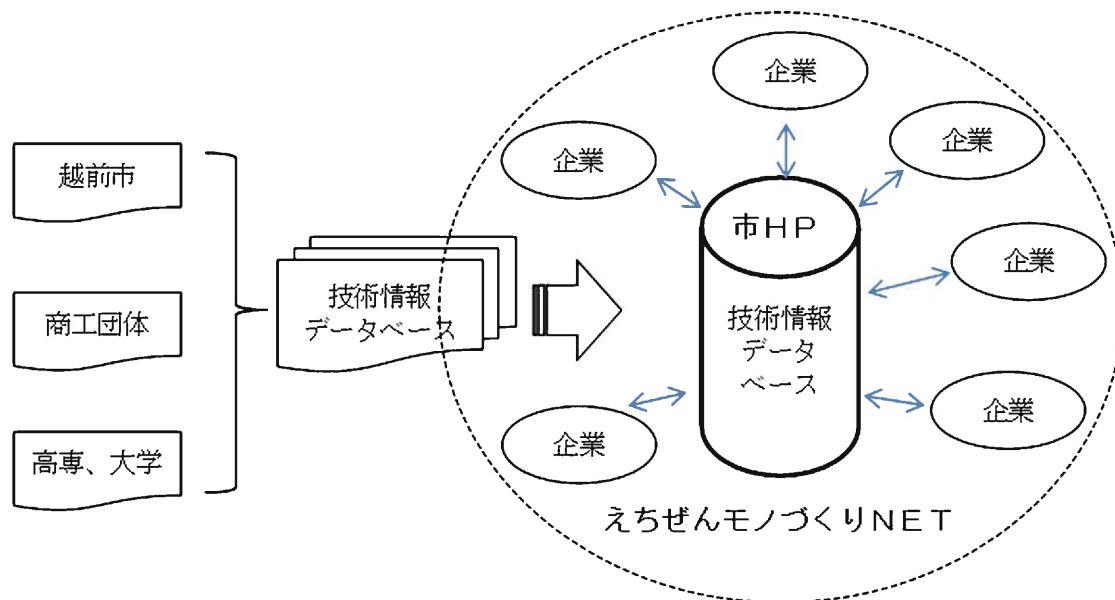 越前市
商工団体
高専、大学
技術情報
データベース
企業
企業
企業
企業
企業
企業
市HP
技術情報
データ
ベース
えちぜんモノづくりNET